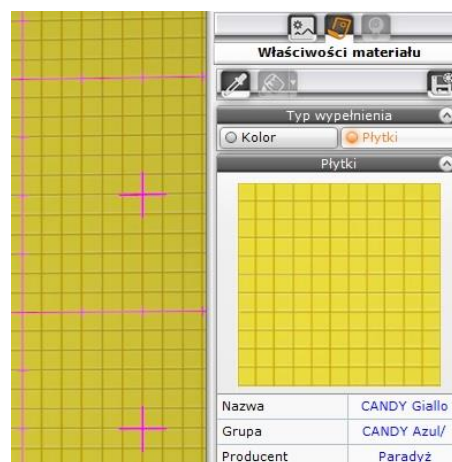 Właściwości materiału
Typ wypełnienia
Kolor Płytki
Płytki
Nazwa CANDY Giallo
Grupa CANDY Azul/
Producent Paradyż